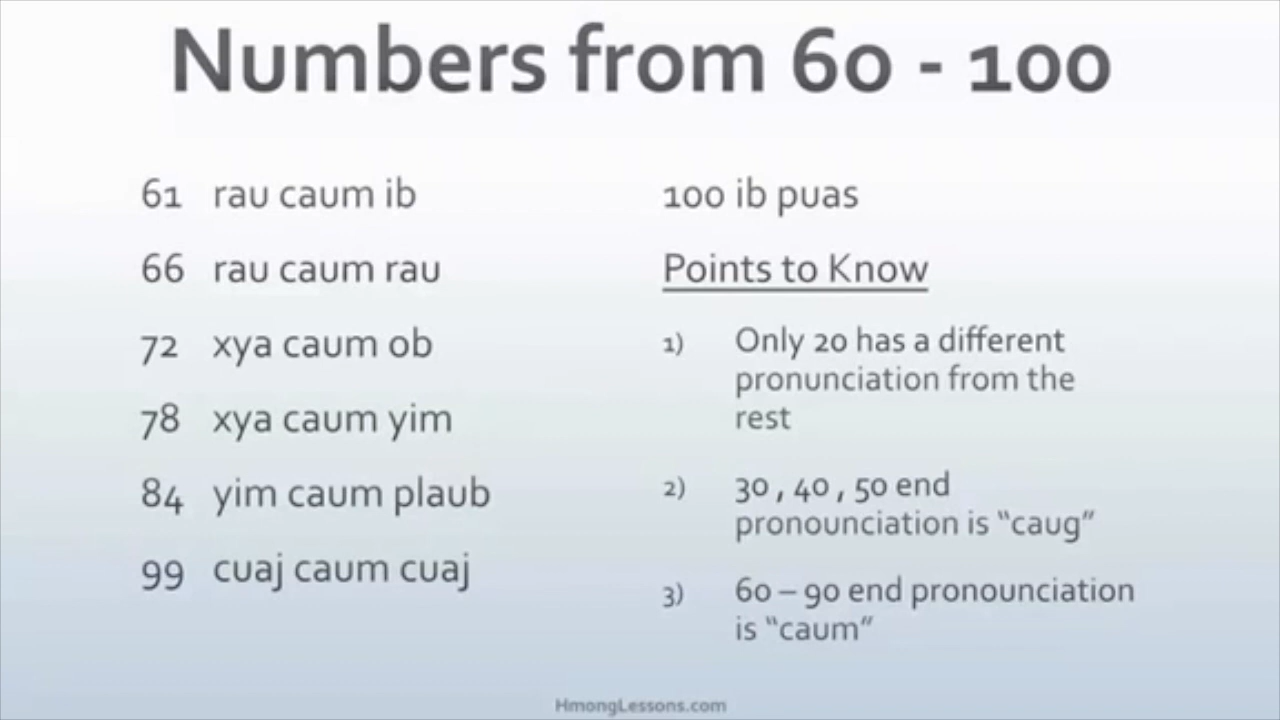 Numbers from 60 - 100
61 rau caum ib
66 rau caum rau
72 xya caum ob
78 xya caum yim
84 yim caum plaub
99 cuaj caum cuaj
100 ib puas
Points to Know
1) Only 20 has a different
pronunciation from the
rest
2) 30 , 40 , 50 end
pronounciation is “caug”
3) 60 – 90 end pronounciation
is “caum”
HmongLessons.com